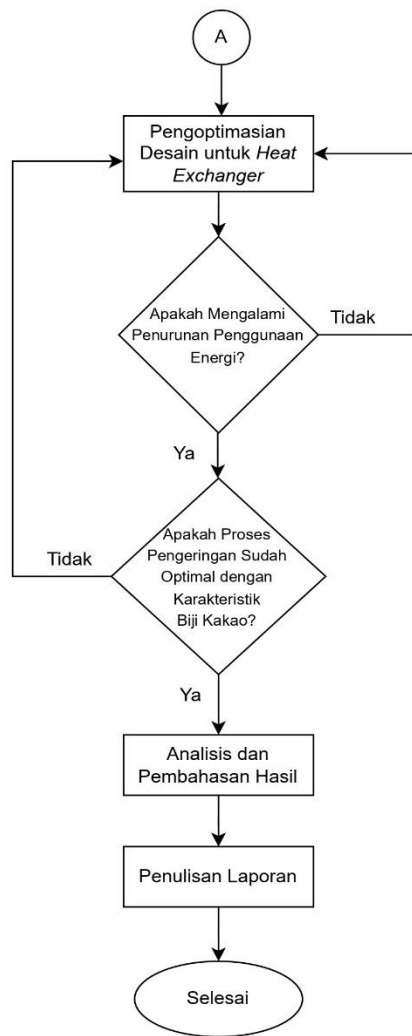 A
Pengoptimasian
Desain untuk Heat
Exchanger
Apakah Mengalami
Penurunan Penggunaan
Energi?
Tidak
Ya
Apakah Proses
Pengeringan Sudah
Optimal dengan
Karakteristik
Biji Kakao?
Tidak
Ya
Analisis dan
Pembahasan Hasil
Penulisan Laporan
Selesai